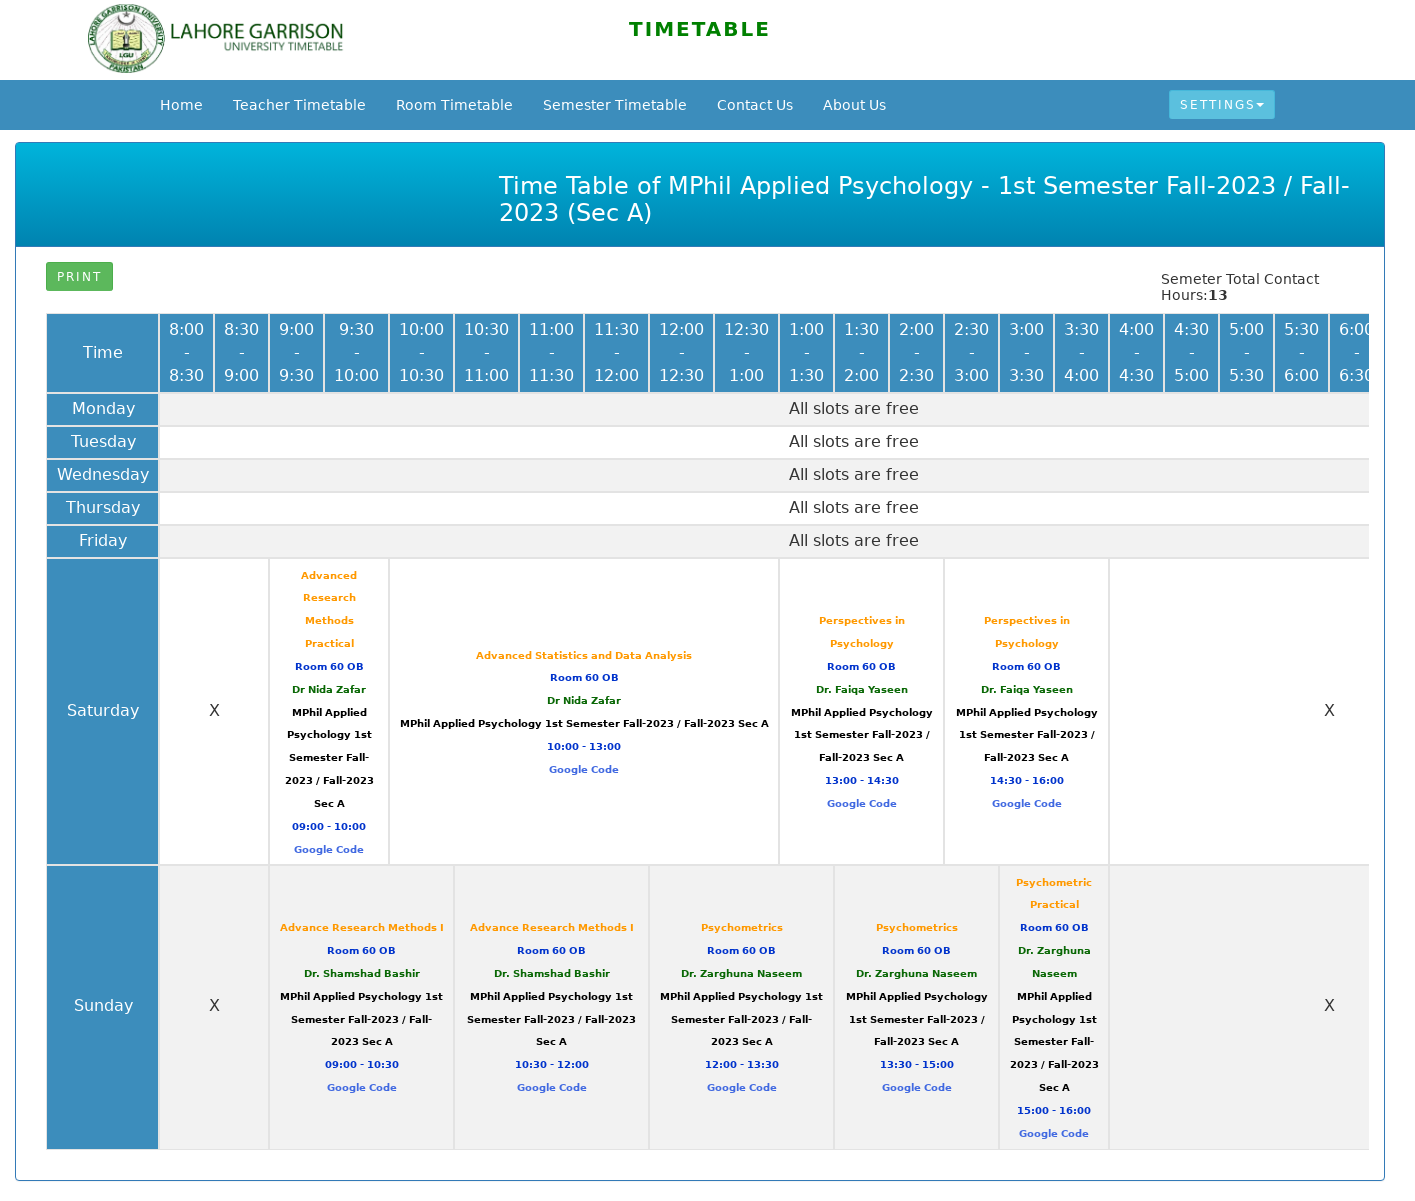 LAHORE GARRISON
UNIVERSITY TIMETABLE
TIMETABLE
Home Teacher Timetable Room Timetable Semester Timetable Contact Us About Us SETTINGS
Time Table of MPhil Applied Psychology - 1st Semester Fall-2023 / Fall-
2023 (Sec A)
PRINT
Semeter Total Contact
Hours:13
Time
8:00 - 8:30
8:30 - 9:00
9:00 - 9:30
9:30 - 10:00
10:00 - 10:30
10:30 - 11:00
11:00 - 11:30
11:30 - 12:00
12:00 - 12:30
12:30 - 1:00
1:00 - 1:30
1:30 - 2:00
2:00 - 2:30
2:30 - 3:00
3:00 - 3:30
3:30 - 4:00
4:00 - 4:30
4:30 - 5:00
5:00 - 5:30
5:30 - 6:00
6:00 - 6:30
Monday All slots are free
Tuesday All slots are free
Wednesday All slots are free
Thursday All slots are free
Friday All slots are free
Saturday
X
Advanced
Research
Methods
Practical
Room 60 OB
Dr Nida Zafar
MPhil Applied
Psychology 1st
Semester Fall-
2023 / Fall-2023
Sec A
09:00 - 10:00
Google Code
Advanced Statistics and Data Analysis
Room 60 OB
Dr Nida Zafar
MPhil Applied Psychology 1st Semester Fall-2023 / Fall-2023 Sec A
10:00 - 13:00
Google Code
Perspectives in
Psychology
Room 60 OB
Dr. Faiqa Yaseen
MPhil Applied Psychology
1st Semester Fall-2023 /
Fall-2023 Sec A
13:00 - 14:30
Google Code
Perspectives in
Psychology
Room 60 OB
Dr. Faiqa Yaseen
MPhil Applied Psychology
1st Semester Fall-2023 /
Fall-2023 Sec A
14:30 - 16:00
Google Code
X
Sunday
X
Advance Research Methods I
Room 60 OB
Dr. Shamshad Bashir
MPhil Applied Psychology 1st
Semester Fall-2023 / Fall-
2023 Sec A
09:00 - 10:30
Google Code
Advance Research Methods I
Room 60 OB
Dr. Shamshad Bashir
MPhil Applied Psychology 1st
Semester Fall-2023 / Fall-2023
Sec A
10:30 - 12:00
Google Code
Psychometrics
Room 60 OB
Dr. Zarghuna Naseem
MPhil Applied Psychology 1st
Semester Fall-2023 / Fall-
2023 Sec A
12:00 - 13:30
Google Code
Psychometrics
Room 60 OB
Dr. Zarghuna Naseem
MPhil Applied Psychology
1st Semester Fall-2023 /
Fall-2023 Sec A
13:30 - 15:00
Google Code
Psychometric
Practical
Room 60 OB
Dr. Zarghuna
Naseem
MPhil Applied
Psychology 1st
Semester Fall-
2023 / Fall-2023
Sec A
15:00 - 16:00
Google Code
X